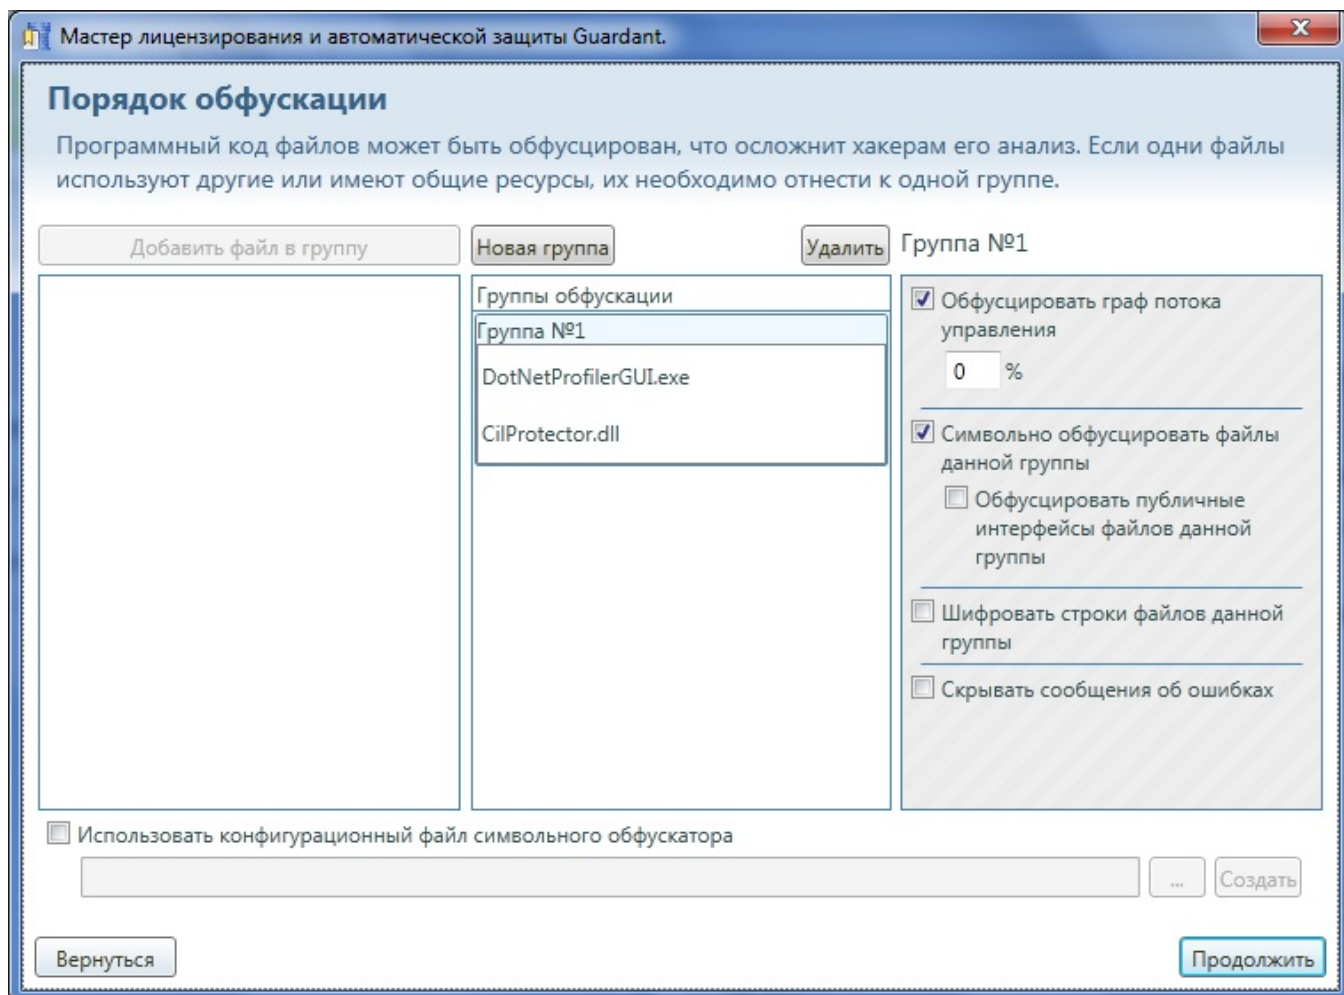 Мастер лицензирования и автоматической защиты Guardant.
Порядок обфускации
Программный код файлов может быть обфусцирован, что осложнит хакерам его анализ. Если одни файлы
используют другие или имеют общие ресурсы, их необходимо отнести к одной группе.
Добавить файл в группу
Новая группа
Удалить
Группа №1
Группы обфускации
Группа №1
DotNetProfilerGUI.exe
CilProtector.dll
Обфусцировать граф потока
управления
0 %
Символьно обфусцировать файлы
данной группы
Обфусцировать публичные
интерфейсы файлов данной
группы
Шифровать строки файлов данной
группы
Скрывать сообщения об ошибках
Использовать конфигурационный файл символьного обфускатора
...
Создать
Вернуться
Продолжить